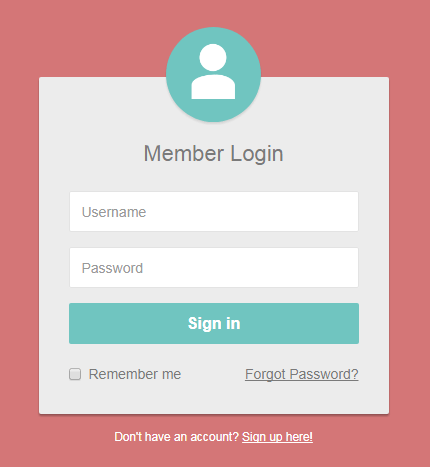 Member Login
Username
Password
Sign in
Remember me Forgot Password?
Don't have an account? Sign up here!